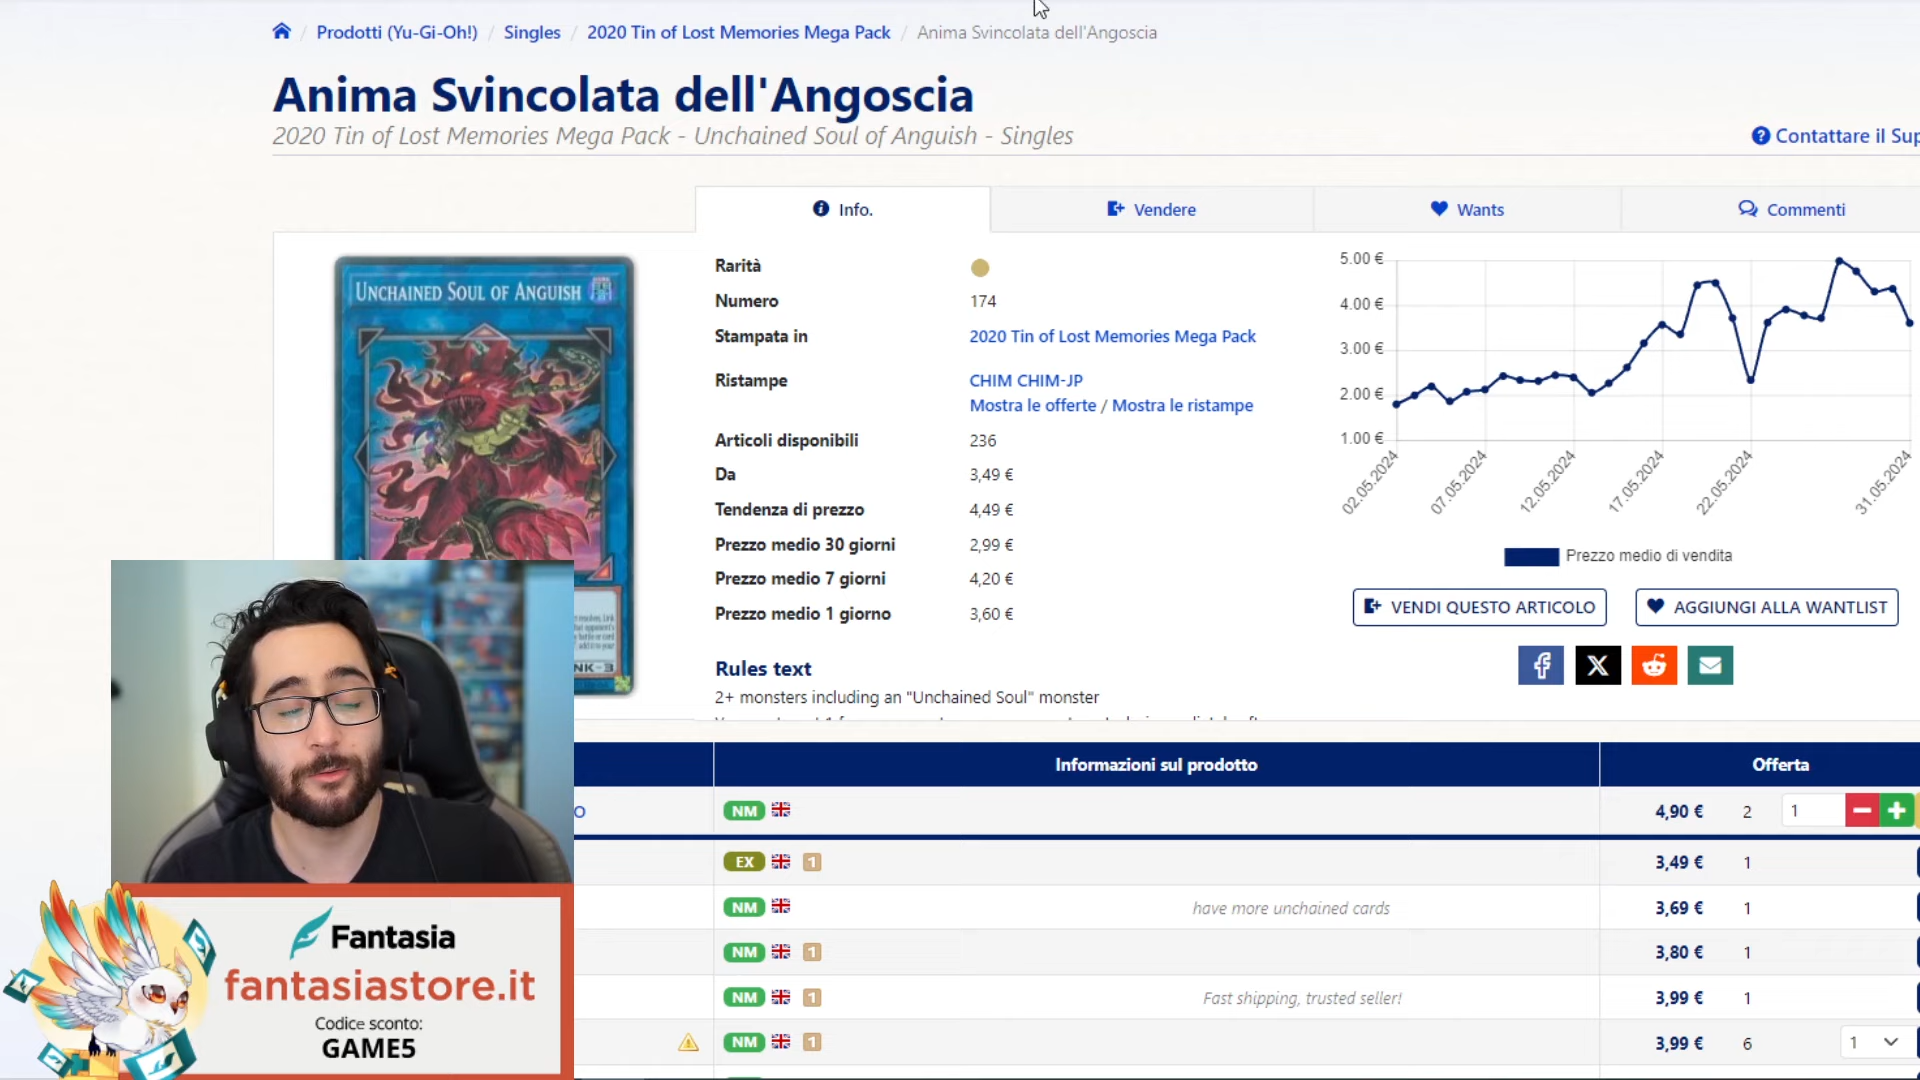 Prodotti (Yu-Gi-Oh!) / Singles / 2020 Tin of Lost Memories Mega Pack / Anima Svincolata dell'Angoscia
Anima Svincolata dell'Angoscia
2020 Tin of Lost Memories Mega Pack - Unchained Soul of Anguish - Singles
Contattare il Sup
Info.
Vendere
Wants
Commenti
UNCHAINED SOUL OF ANGUISH
NK-3
Rarità
Numero 174
Stampata in 2020 Tin of Lost Memories Mega Pack
Ristampe CHIM CHIM-JP
Mostra le offerte / Mostra le ristampe
Articoli disponibili 236
Da 3,49 €
Tendenza di prezzo 4,49 €
Prezzo medio 30 giorni 2,99 €
Prezzo medio 7 giorni 4,20 €
Prezzo medio 1 giorno 3,60 €
Rules text
2+ monsters including an "Unchained Soul" monster
5.00 €
4.00 €
3.00 €
2.00 €
1.00 €
02.05.2024
07.05.2024
12.05.2024
17.05.2024
22.05.2024
31.05.2024
Prezzo medio di vendita
VENDI QUESTO ARTICOLO
AGGIUNGI ALLA WANTLIST
Informazioni sul prodotto
Offerta
o NM 4,90 € 2 1
EX 1 3,49 € 1
NM have more unchained cards 3,69 € 1
NM 1 3,80 € 1
NM 1 Fast shipping, trusted seller! 3,99 € 1
NM 1 3,99 € 6 1
Fantasia
fantasiastore.it
Codice sconto:
GAME5